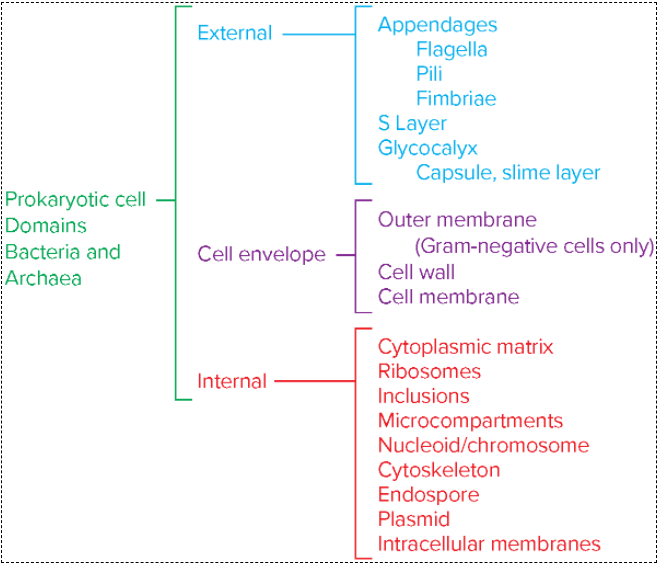 Prokaryotic cell
Domains
Bacteria and
Archaea
External
Appendages
Flagella
Pili
Fimbriae
S Layer
Glycocalyx
Capsule, slime layer
Cell envelope
Outer membrane
(Gram-negative cells only)
Cell wall
Cell membrane
Internal
Cytoplasmic matrix
Ribosomes
Inclusions
Microcompartments
Nucleoid/chromosome
Cytoskeleton
Endospore
Plasmid
Intracellular membranes